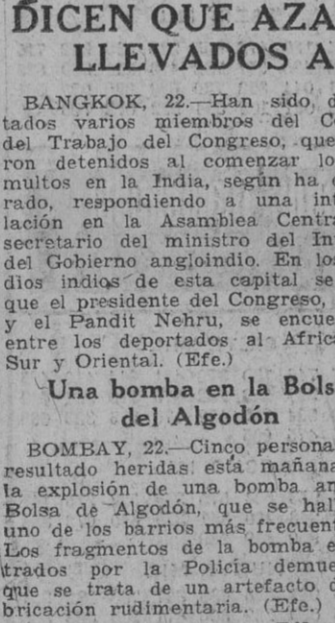 DICEN QUE AZA
LLEVADOS A
BANGKOK, 22.—Han sido, d
tados varios miembros del C
del Trabajo del Congreso, que
ron detenidos al comenzar lo
multos en la India, según ha
rado, respondiendo a una int
lación en la Asamblea Centra
secretario del ministro del In
del Gobierno angloindio. En lo
dios indios de esta capital se
que el presidente del Congreso,
y el Pandit Nehru, se encue
entre los deportados al Afric
Sur y Oriental. (Efe.)
Una bomba en la Bols
del Algodón
BOMBAY, 22.—Cinco persona
resultado heridas esta mañana
la explosión de una bomba an
Bolsa de Algodón, que se hal
uno de los barrios más frecuent
Los fragmentos de la bomba e
trados por la Policía demue
que se trata de un artefacto d
bricación rudimentaria. (Efe.)